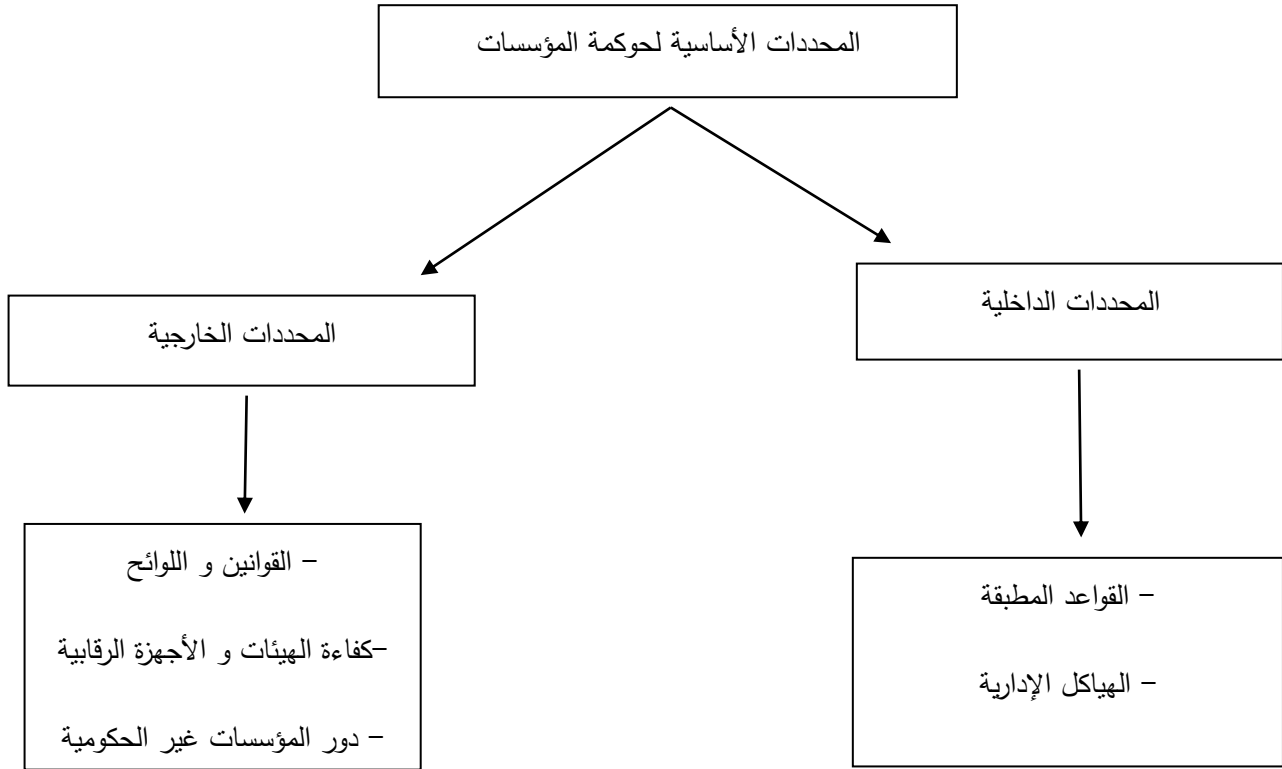 المحددات الأساسية لحوكمة المؤسسات
المحددات الداخلية
المحددات الخارجية
– القواعد المطبقة
– الهياكل الإدارية
– القوانين و اللوائح
–كفاءة الهيئات و الأجهزة الرقابية
– دور المؤسسات غير الحكومية